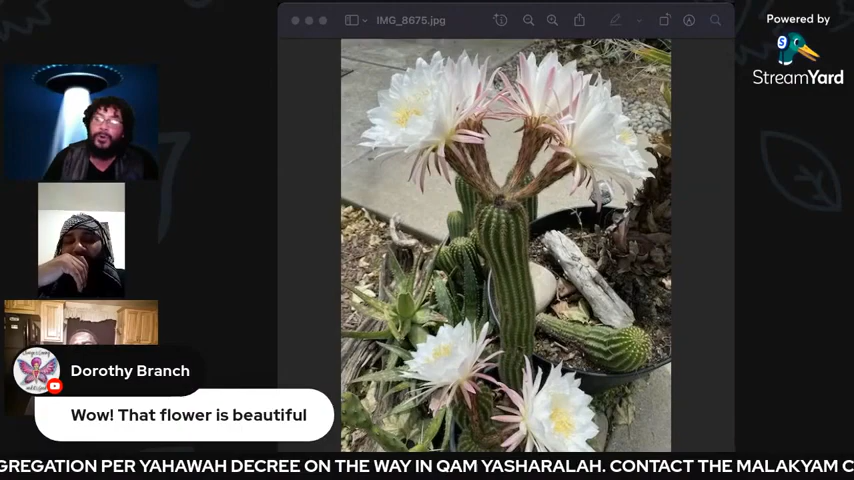 IMG_8675.jpg
Powered by
StreamYard
Dorothy Branch
Wow! That flower is beautiful
GREGATION PER YAHAWAH DECREE ON THE WAY IN QAM YASHARALAH. CONTACT THE MALAKYAM C